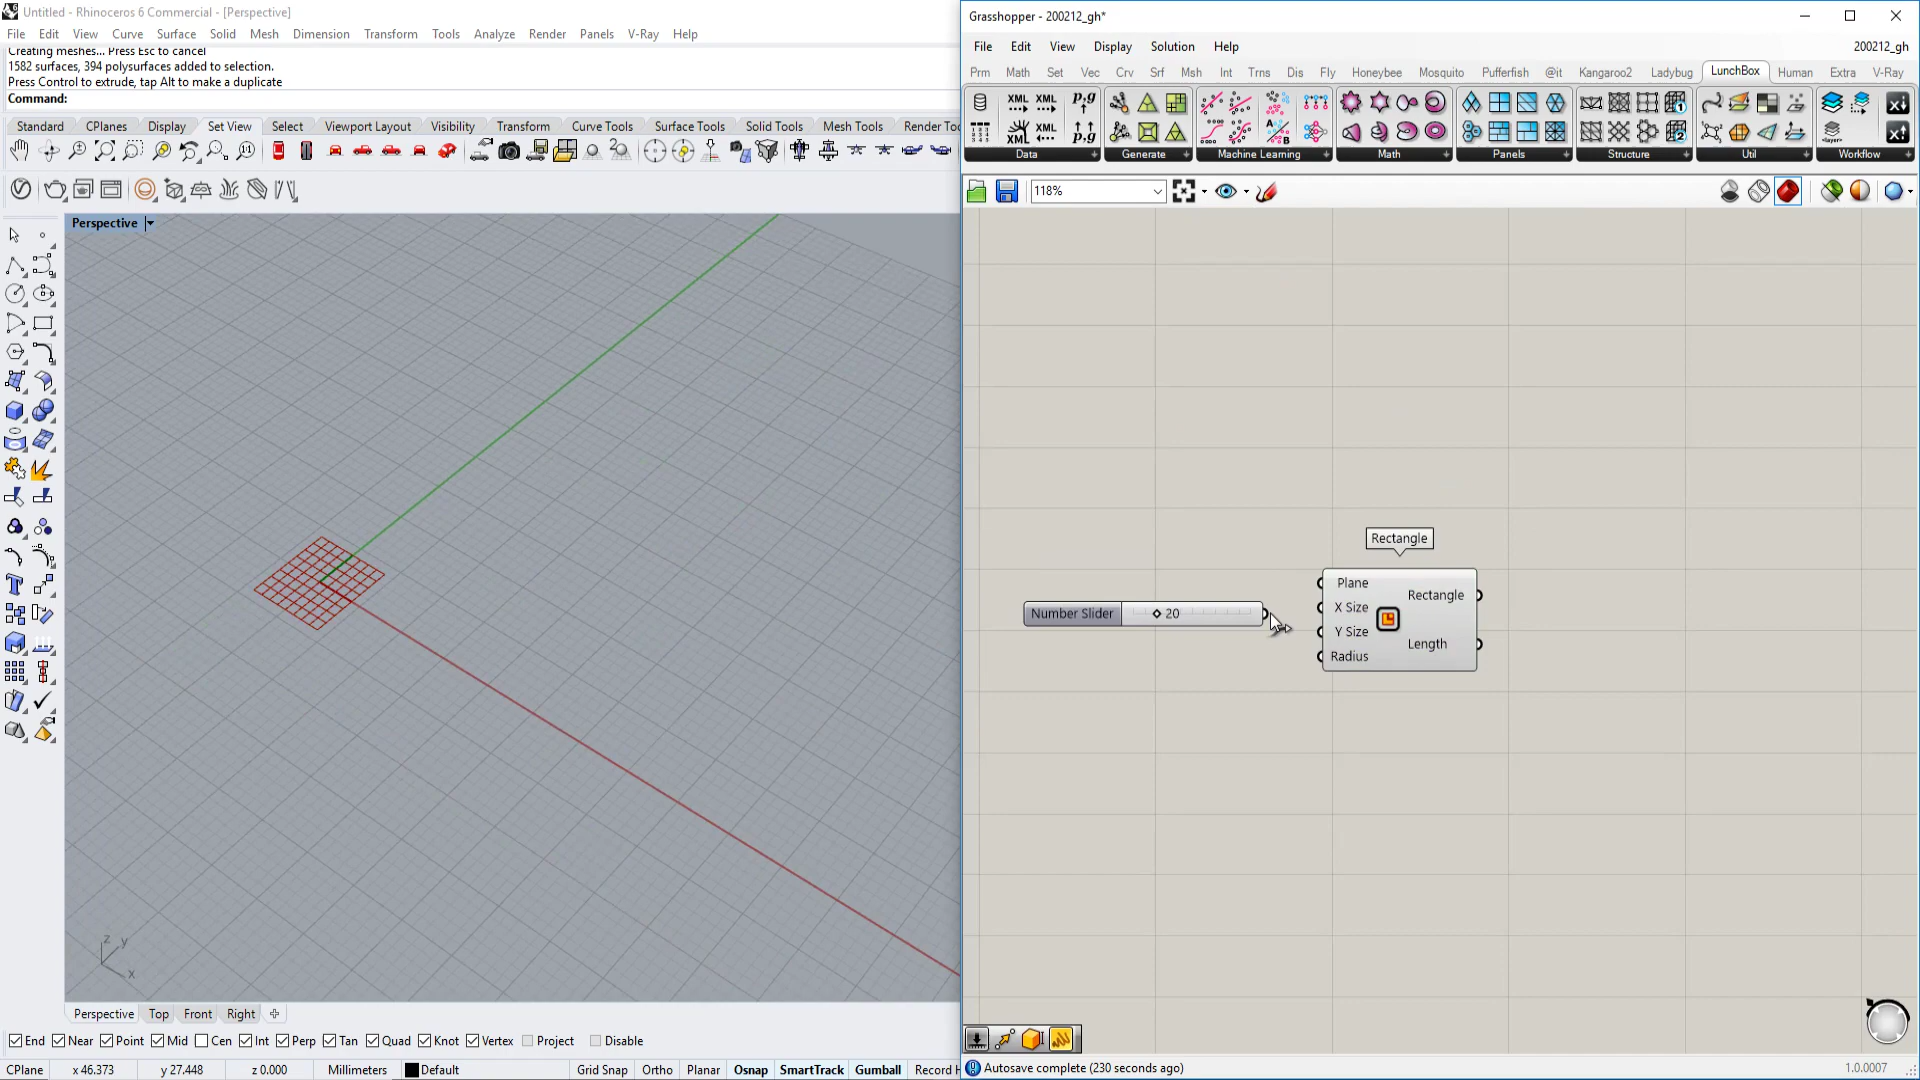 Untitled - Rhinoceros 6 Commercial - [Perspective]
File Edit View Curve Surface Solid Mesh Dimension Transform Tools Analyze Render Panels V-Ray Help
Creating meshes... Press Esc to cancel
1582 surfaces, 394 polysurfaces added to selection.
Press Control to extrude, tap Alt to make a duplicate
Command:
Standard CPlanes Display Set View Select Viewport Layout Visibility Transform Curve Tools Surface Tools Solid Tools Mesh Tools Render Too
Perspective
z y
x
Perspective Top Front Right
End Near Point Mid Cen Int Perp Tan Quad Knot Vertex Project Disable
CPlane x 46.373 y 27.448 z 0.000 Millimeters Default Grid Snap Ortho Planar Osnap SmartTrack Gumball Record H
Grasshopper - 200212_gh*
File Edit View Display Solution Help 200212_gh
Prm Math Set Vec Crv Srf Msh Int Trns Dis Fly Honeybee Mosquito Pufferfish @it Kangaroo2 Ladybug LunchBox Human Extra V-Ray
Data Generate Machine Learning Math Panels Structure Util Workflow
118%
Rectangle
Number Slider 20
Plane
X Size
Y Size
Radius
Rectangle
Length
Autosave complete (230 seconds ago) 1.0.0007